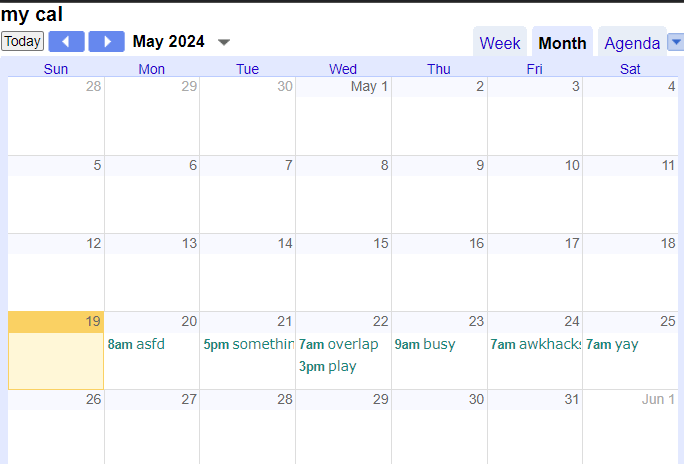 my cal
Today May 2024 Week Month Agenda
Sun Mon Tue Wed Thu Fri Sat
28 29 30 May 1 2 3 4
5 6 7 8 9 10 11
12 13 14 15 16 17 18
19 20 21 22 23 24 25
8am asfd 5pm somethin 7am overlap 9am busy 7am awkhacks 7am yay
3pm play
26 27 28 29 30 31 Jun 1